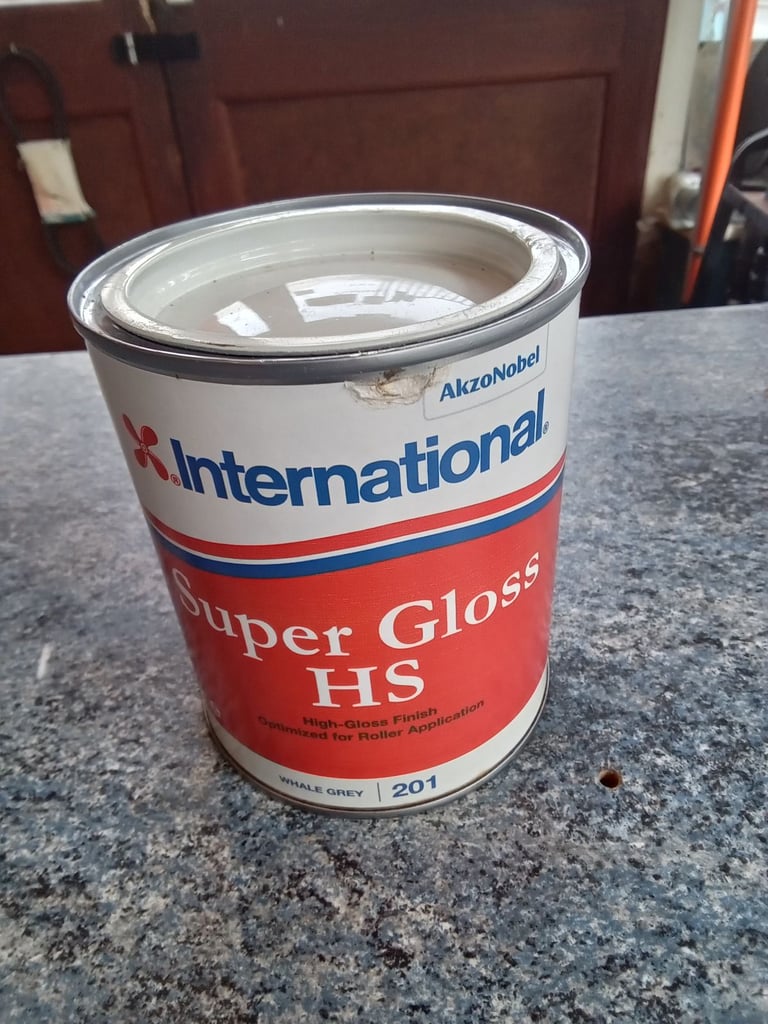 AkzoNobel
International®
Super Gloss
HS
High-Gloss Finish
Optimized for Roller Application
WHALE GREY | 201